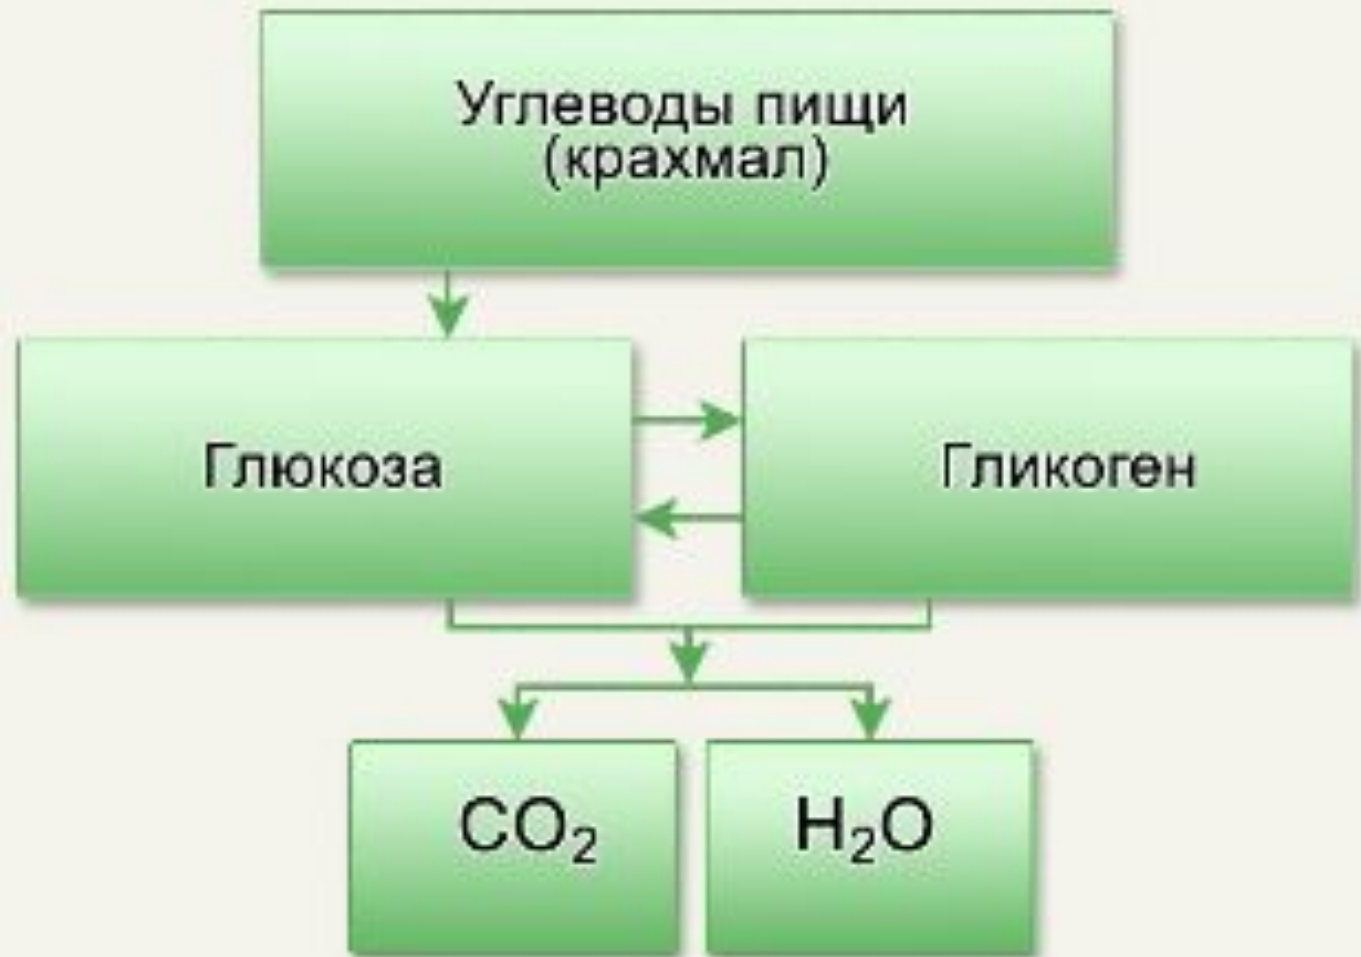 Углеводы пищи
(крахмал)
Глюкоза
Гликоген
CO₂
H₂O